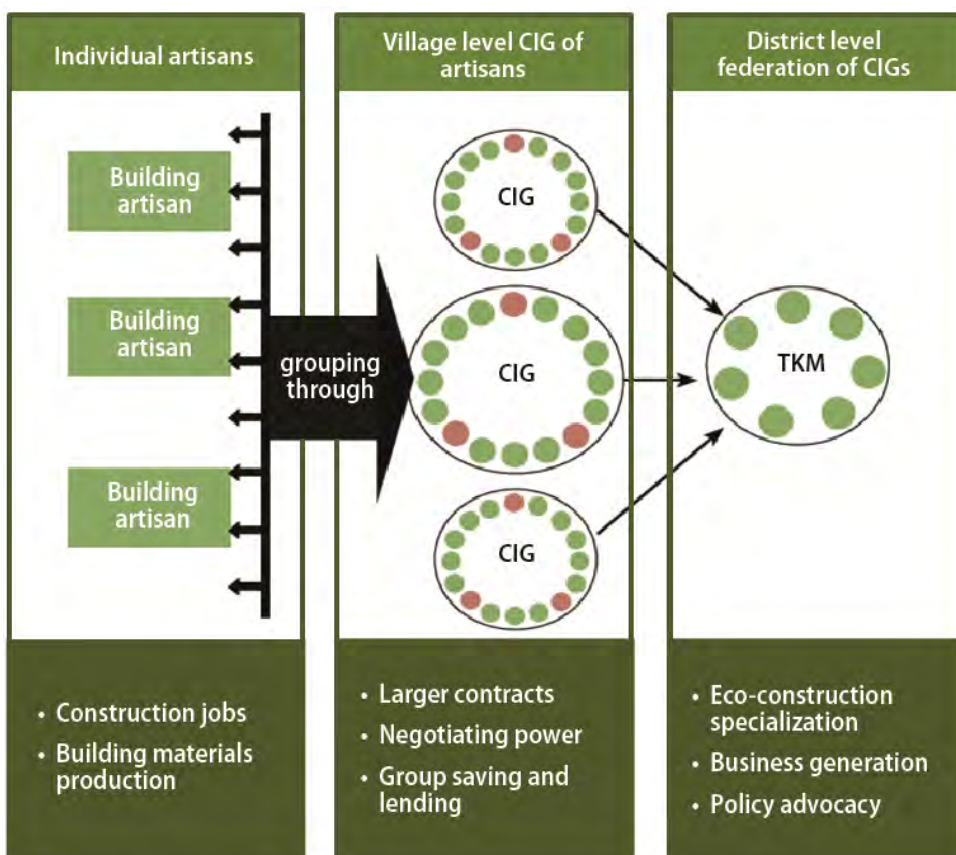 Individual artisans
Building
artisan
Building
artisan
Building
artisan
grouping
through
• Construction jobs
• Building materials
production
Village level CIG of
artisans
CIG
CIG
CIG
• Larger contracts
• Negotiating power
• Group saving and
lending
District level
federation of CIGs
TKM
• Eco-construction
specialization
• Business generation
• Policy advocacy